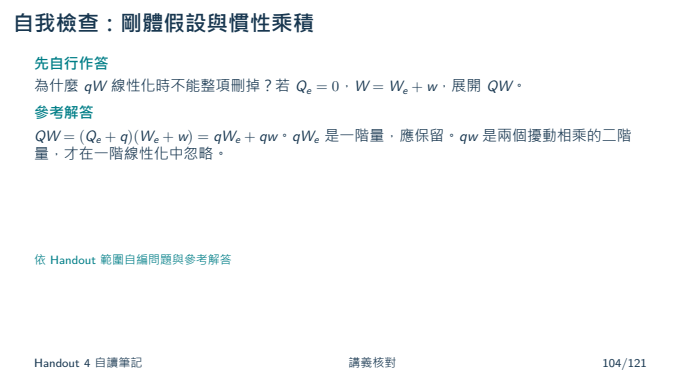 自我檢查：剛體假設與慣性乘積
先自行作答
為什麼 qW 線性化時不能整項刪掉？若 Qₑ = 0，W = Wₑ + w，展開 QW。
參考解答
QW = (Qₑ + q)(Wₑ + w) = qWₑ + qw。qWₑ 是一階量，應保留。qw 是兩個擾動相乘的二階
量，才在一階線性化中忽略。
依 Handout 範圍自編問題與參考解答
Handout 4 自讀筆記
講義核對
104/121